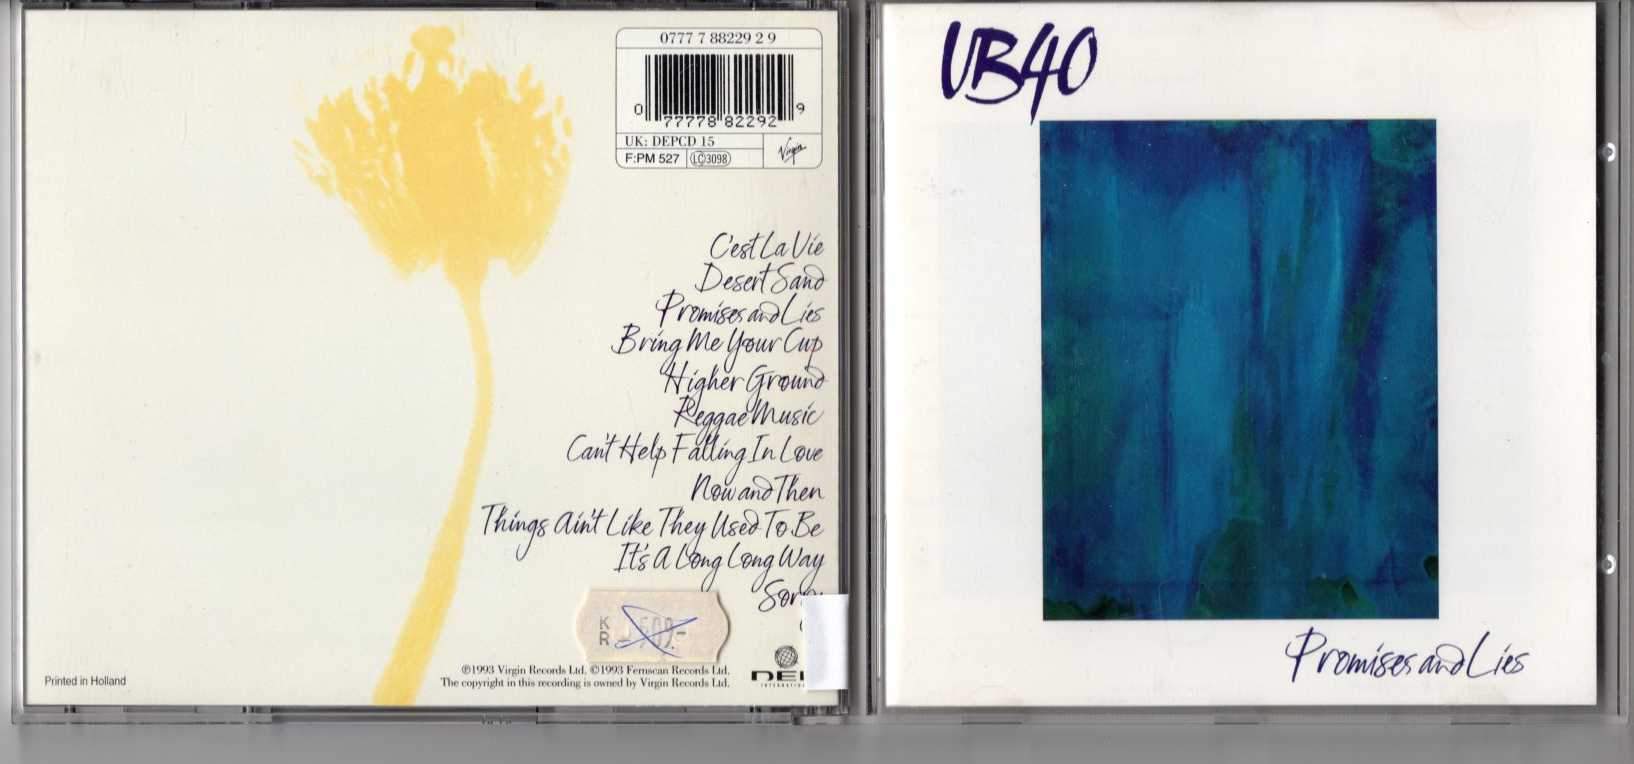 0777 7 88229 2 9
0 77778 82292 9
UK: DEPCD 15
F:PM 527 LC3098 Virgin
C'est La Vie
Desert Sand
Promises and Lies
Bring Me Your Cup
Higher Ground
Reggae Music
Can't Help Falling In Love
Now and Then
Things Ain't Like They Used To Be
It's A Long Long Way
KR
℗1993 Virgin Records Ltd. ©1993 Fernscan Records Ltd.
The copyright in this recording is owned by Virgin Records Ltd.
Printed in Holland
UB40
Promises and Lies